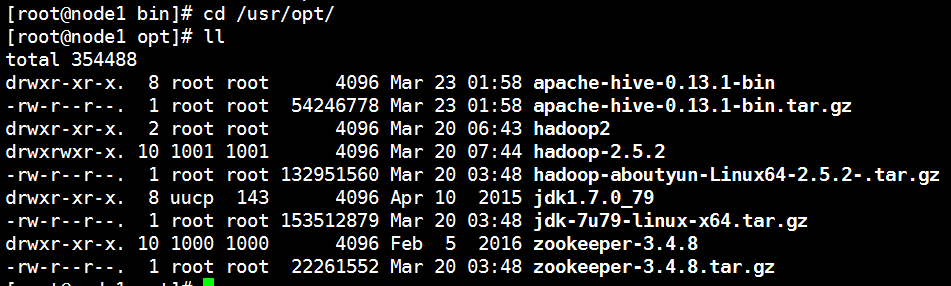 [root@node1 bin]# cd /usr/opt/
[root@node1 opt]# ll
total 354488
drwxr-xr-x.  8 root root      4096 Mar 23 01:58 apache-hive-0.13.1-bin
-rw-r--r--.  1 root root  54246778 Mar 23 01:58 apache-hive-0.13.1-bin.tar.gz
drwxr-xr-x.  2 root root      4096 Mar 20 06:43 hadoop2
drwxrwxr-x. 10 1001 1001      4096 Mar 20 07:44 hadoop-2.5.2
-rw-r--r--.  1 root root 132951560 Mar 20 03:48 hadoop-aboutyun-Linux64-2.5.2-.tar.gz
drwxr-xr-x.  8 uucp  143      4096 Apr 10  2015 jdk1.7.0_79
-rw-r--r--.  1 root root 153512879 Mar 20 03:48 jdk-7u79-linux-x64.tar.gz
drwxr-xr-x. 10 1000 1000      4096 Feb  5  2016 zookeeper-3.4.8
-rw-r--r--.  1 root root  22261552 Mar 20 03:48 zookeeper-3.4.8.tar.gz
[root@node1 opt]#